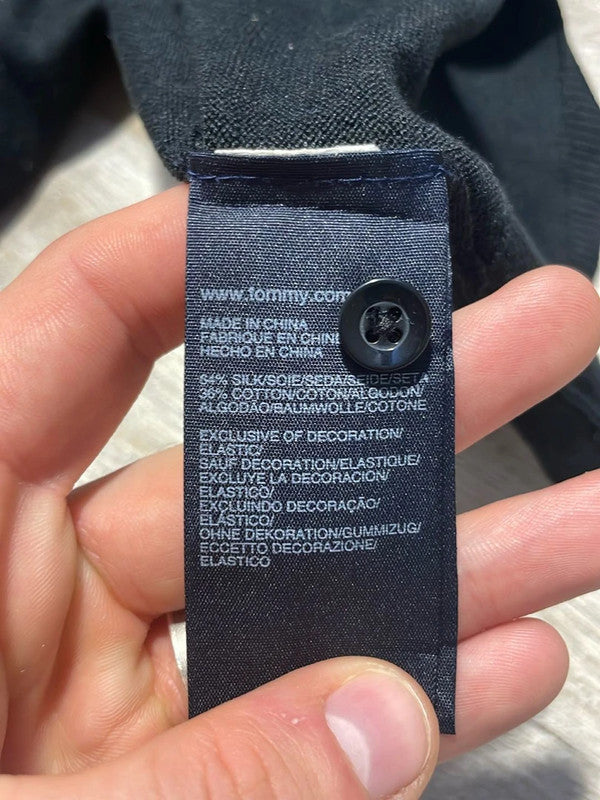 www.tommy.com
MADE IN CHINA
FABRIQUE EN CHINE
HECHO EN CHINA
64% SILK/SOIE/SEDA/SEIDE/SETA
36% COTTON/COTON/ALGODON/
ALGODÃO/BAUMWOLLE/COTONE
EXCLUSIVE OF DECORATION/
ELASTIC/
SAUF DECORATION/ELASTIQUE/
EXCLUYE LA DECORACION/
ELASTICO/
EXCLUINDO DECORAÇÃO/
ELÁSTICO/
OHNE DEKORATION/GUMMIZUG/
ECCETTO DECORAZIONE/
ELASTICO